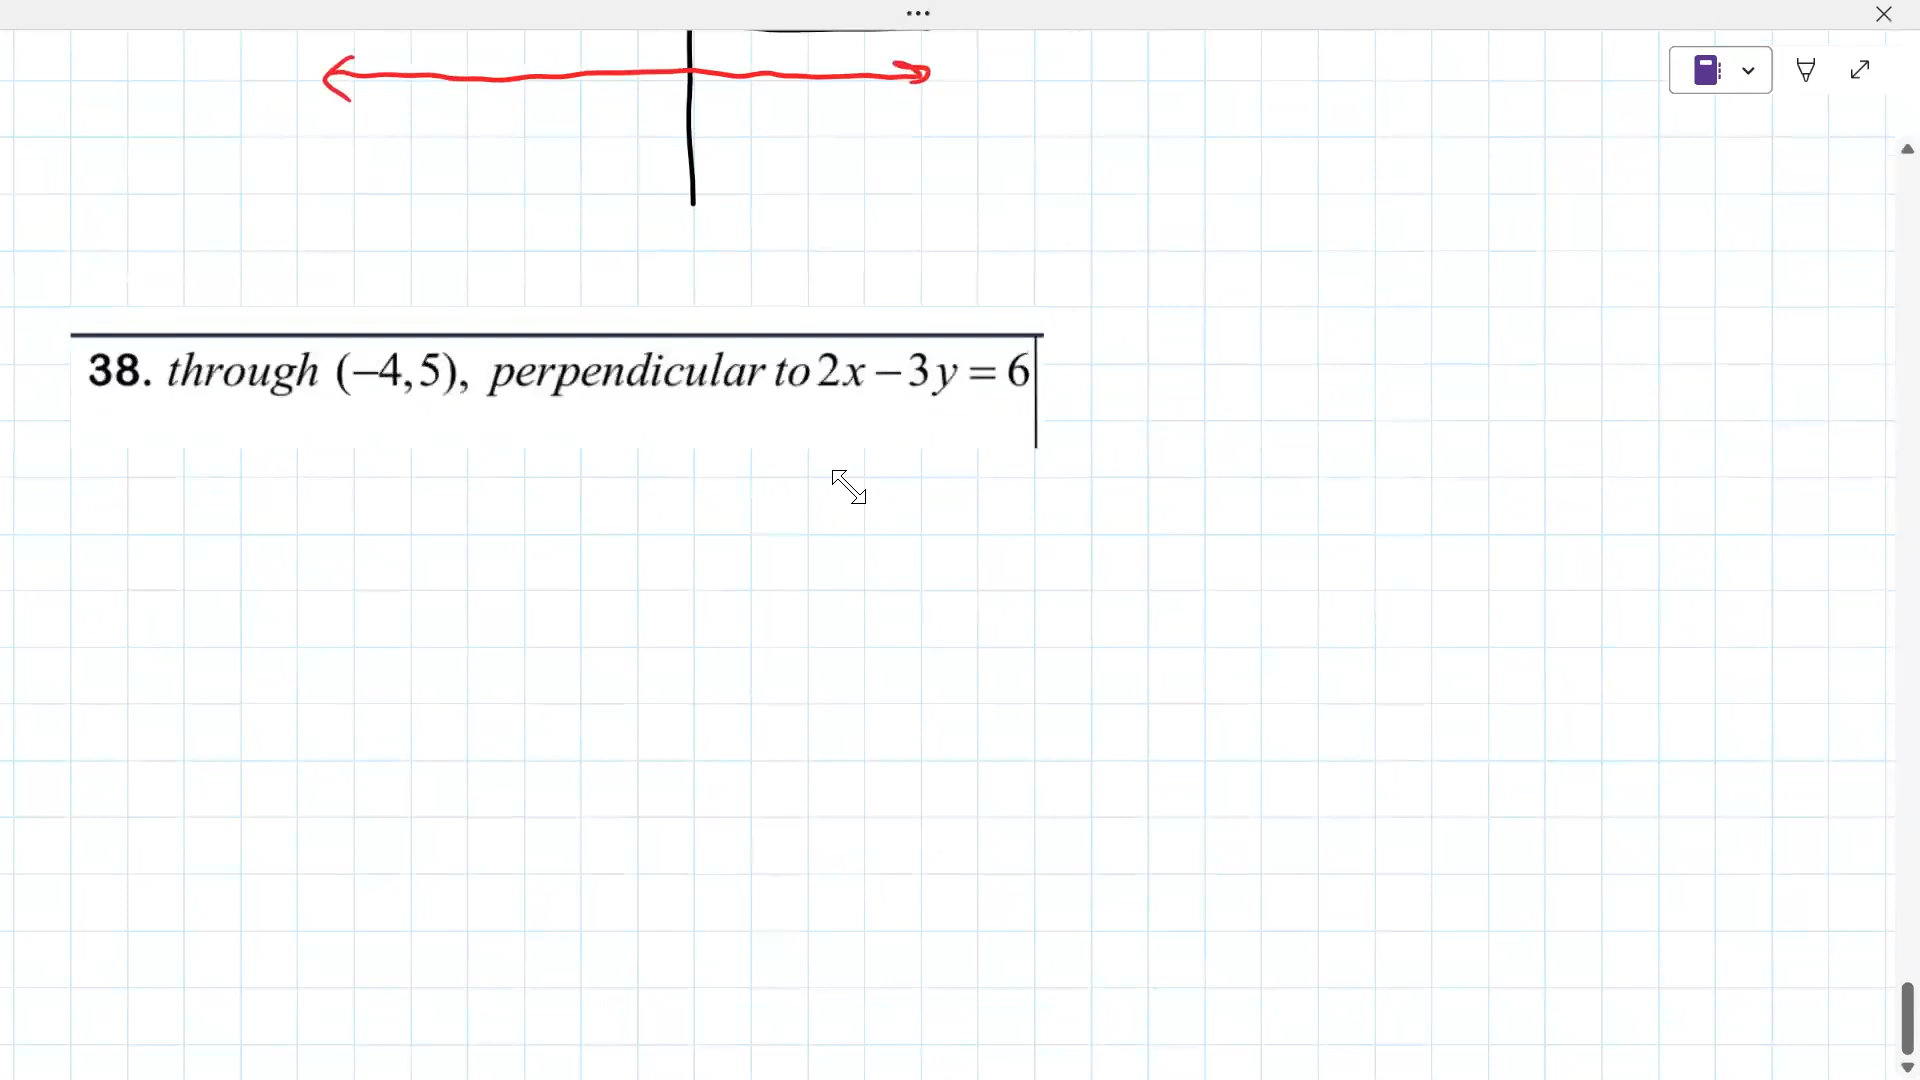 38. through (−4,5), perpendicular to 2x − 3y = 6